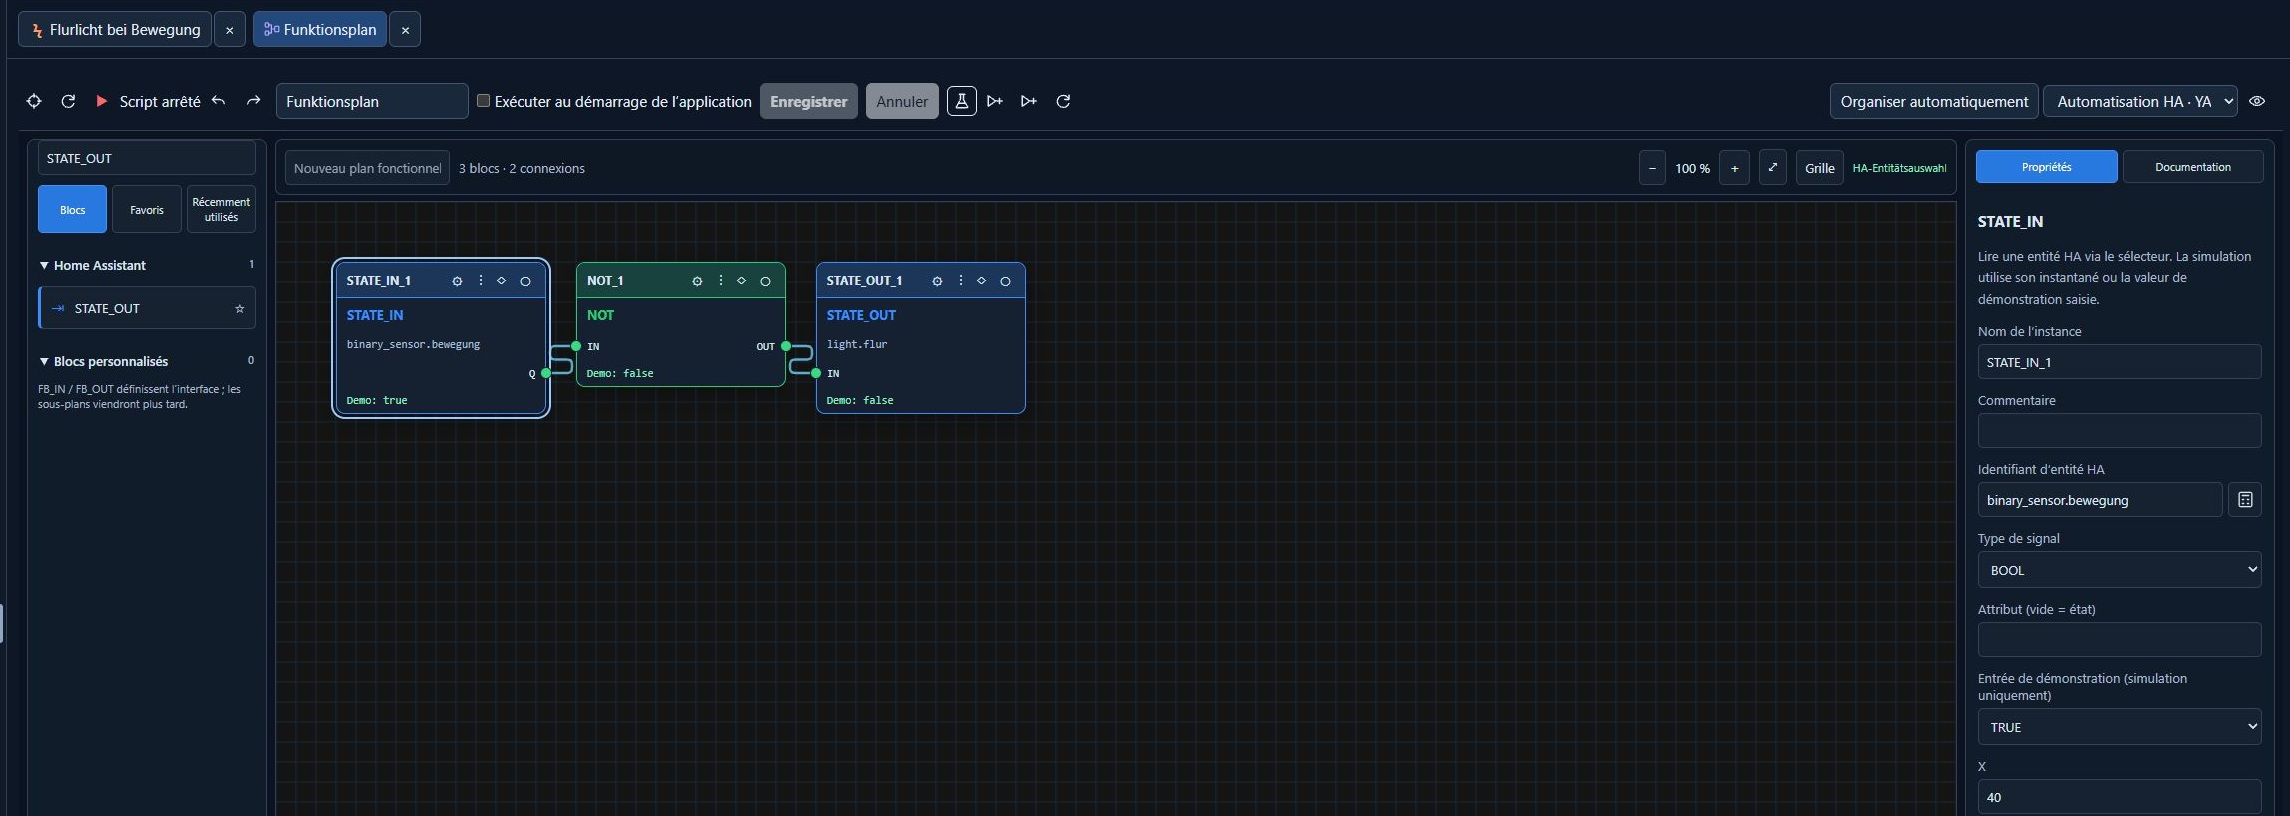 Flurlicht bei Bewegung ×
Funktionsplan ×
Script arrêté
Funktionsplan
Exécuter au démarrage de l'application
Enregistrer
Annuler
Organiser automatiquement
Automatisation HA · YA
STATE_OUT
Blocs
Favoris
Récemment
utilisés
▼ Home Assistant 1
STATE_OUT
▼ Blocs personnalisés 0
FB_IN / FB_OUT définissent l'interface ; les
sous-plans viendront plus tard.
Nouveau plan fonctionnel
3 blocs · 2 connexions
−
100 %
+
Grille
HA-Entitätsauswahl
STATE_IN_1
STATE_IN
binary_sensor.bewegung
Q
Demo: true
NOT_1
NOT
IN OUT
Demo: false
STATE_OUT_1
STATE_OUT
light.flur
IN
Demo: false
Propriétés
Documentation
STATE_IN
Lire une entité HA via le sélecteur. La simulation
utilise son instantané ou la valeur de
démonstration saisie.
Nom de l'instance
STATE_IN_1
Commentaire
Identifiant d'entité HA
binary_sensor.bewegung
Type de signal
BOOL
Attribut (vide = état)
Entrée de démonstration (simulation
uniquement)
TRUE
X
40